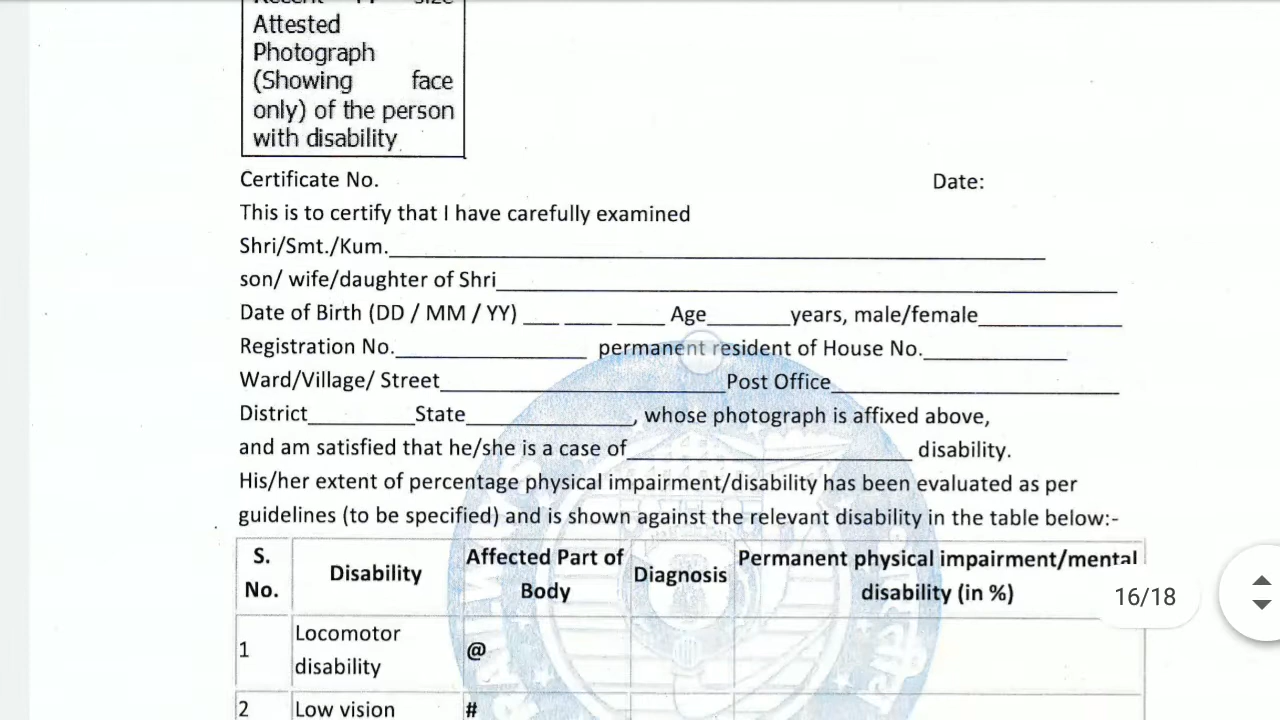 Attested
Photograph
(Showing face
only) of the person
with disability
Certificate No. Date:
This is to certify that I have carefully examined
Shri/Smt./Kum.
son/ wife/daughter of Shri
Date of Birth (DD / MM / YY) ___ ____ ____ Age_______years, male/female
Registration No. permanent resident of House No.
Ward/Village/ Street Post Office
District State , whose photograph is affixed above,
and am satisfied that he/she is a case of disability.
His/her extent of percentage physical impairment/disability has been evaluated as per
guidelines (to be specified) and is shown against the relevant disability in the table below:-
S. No. Disability Affected Part of Body Diagnosis Permanent physical impairment/mental disability (in %)
16/18
1 Locomotor disability @
2 Low vision #